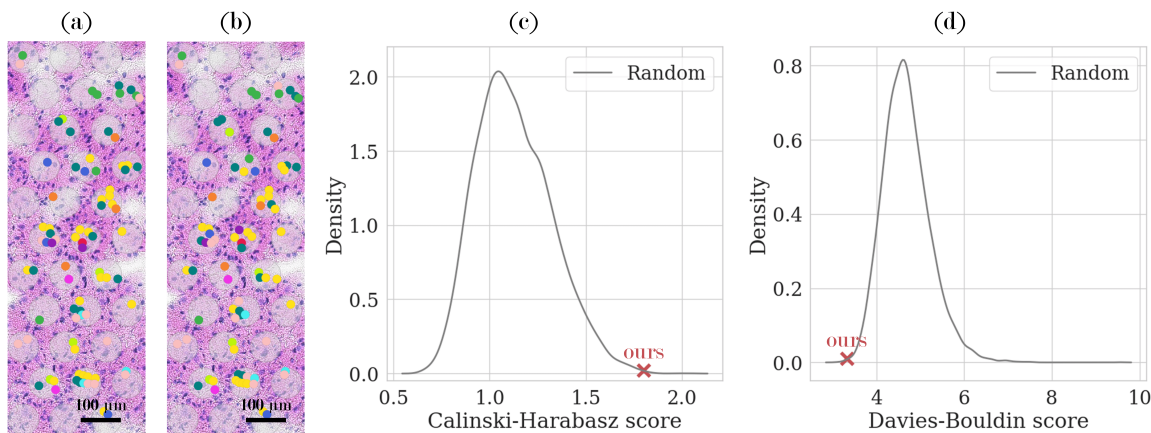 (a)
(b)
(c)
(d)
100 µm
100 µm
Density
2.0
1.5
1.0
0.5
0.0
Random
ours
0.5
1.0
1.5
2.0
Calinski-Harabasz score
Density
0.8
0.6
0.4
0.2
0.0
Random
ours
4
6
8
10
Davies-Bouldin score